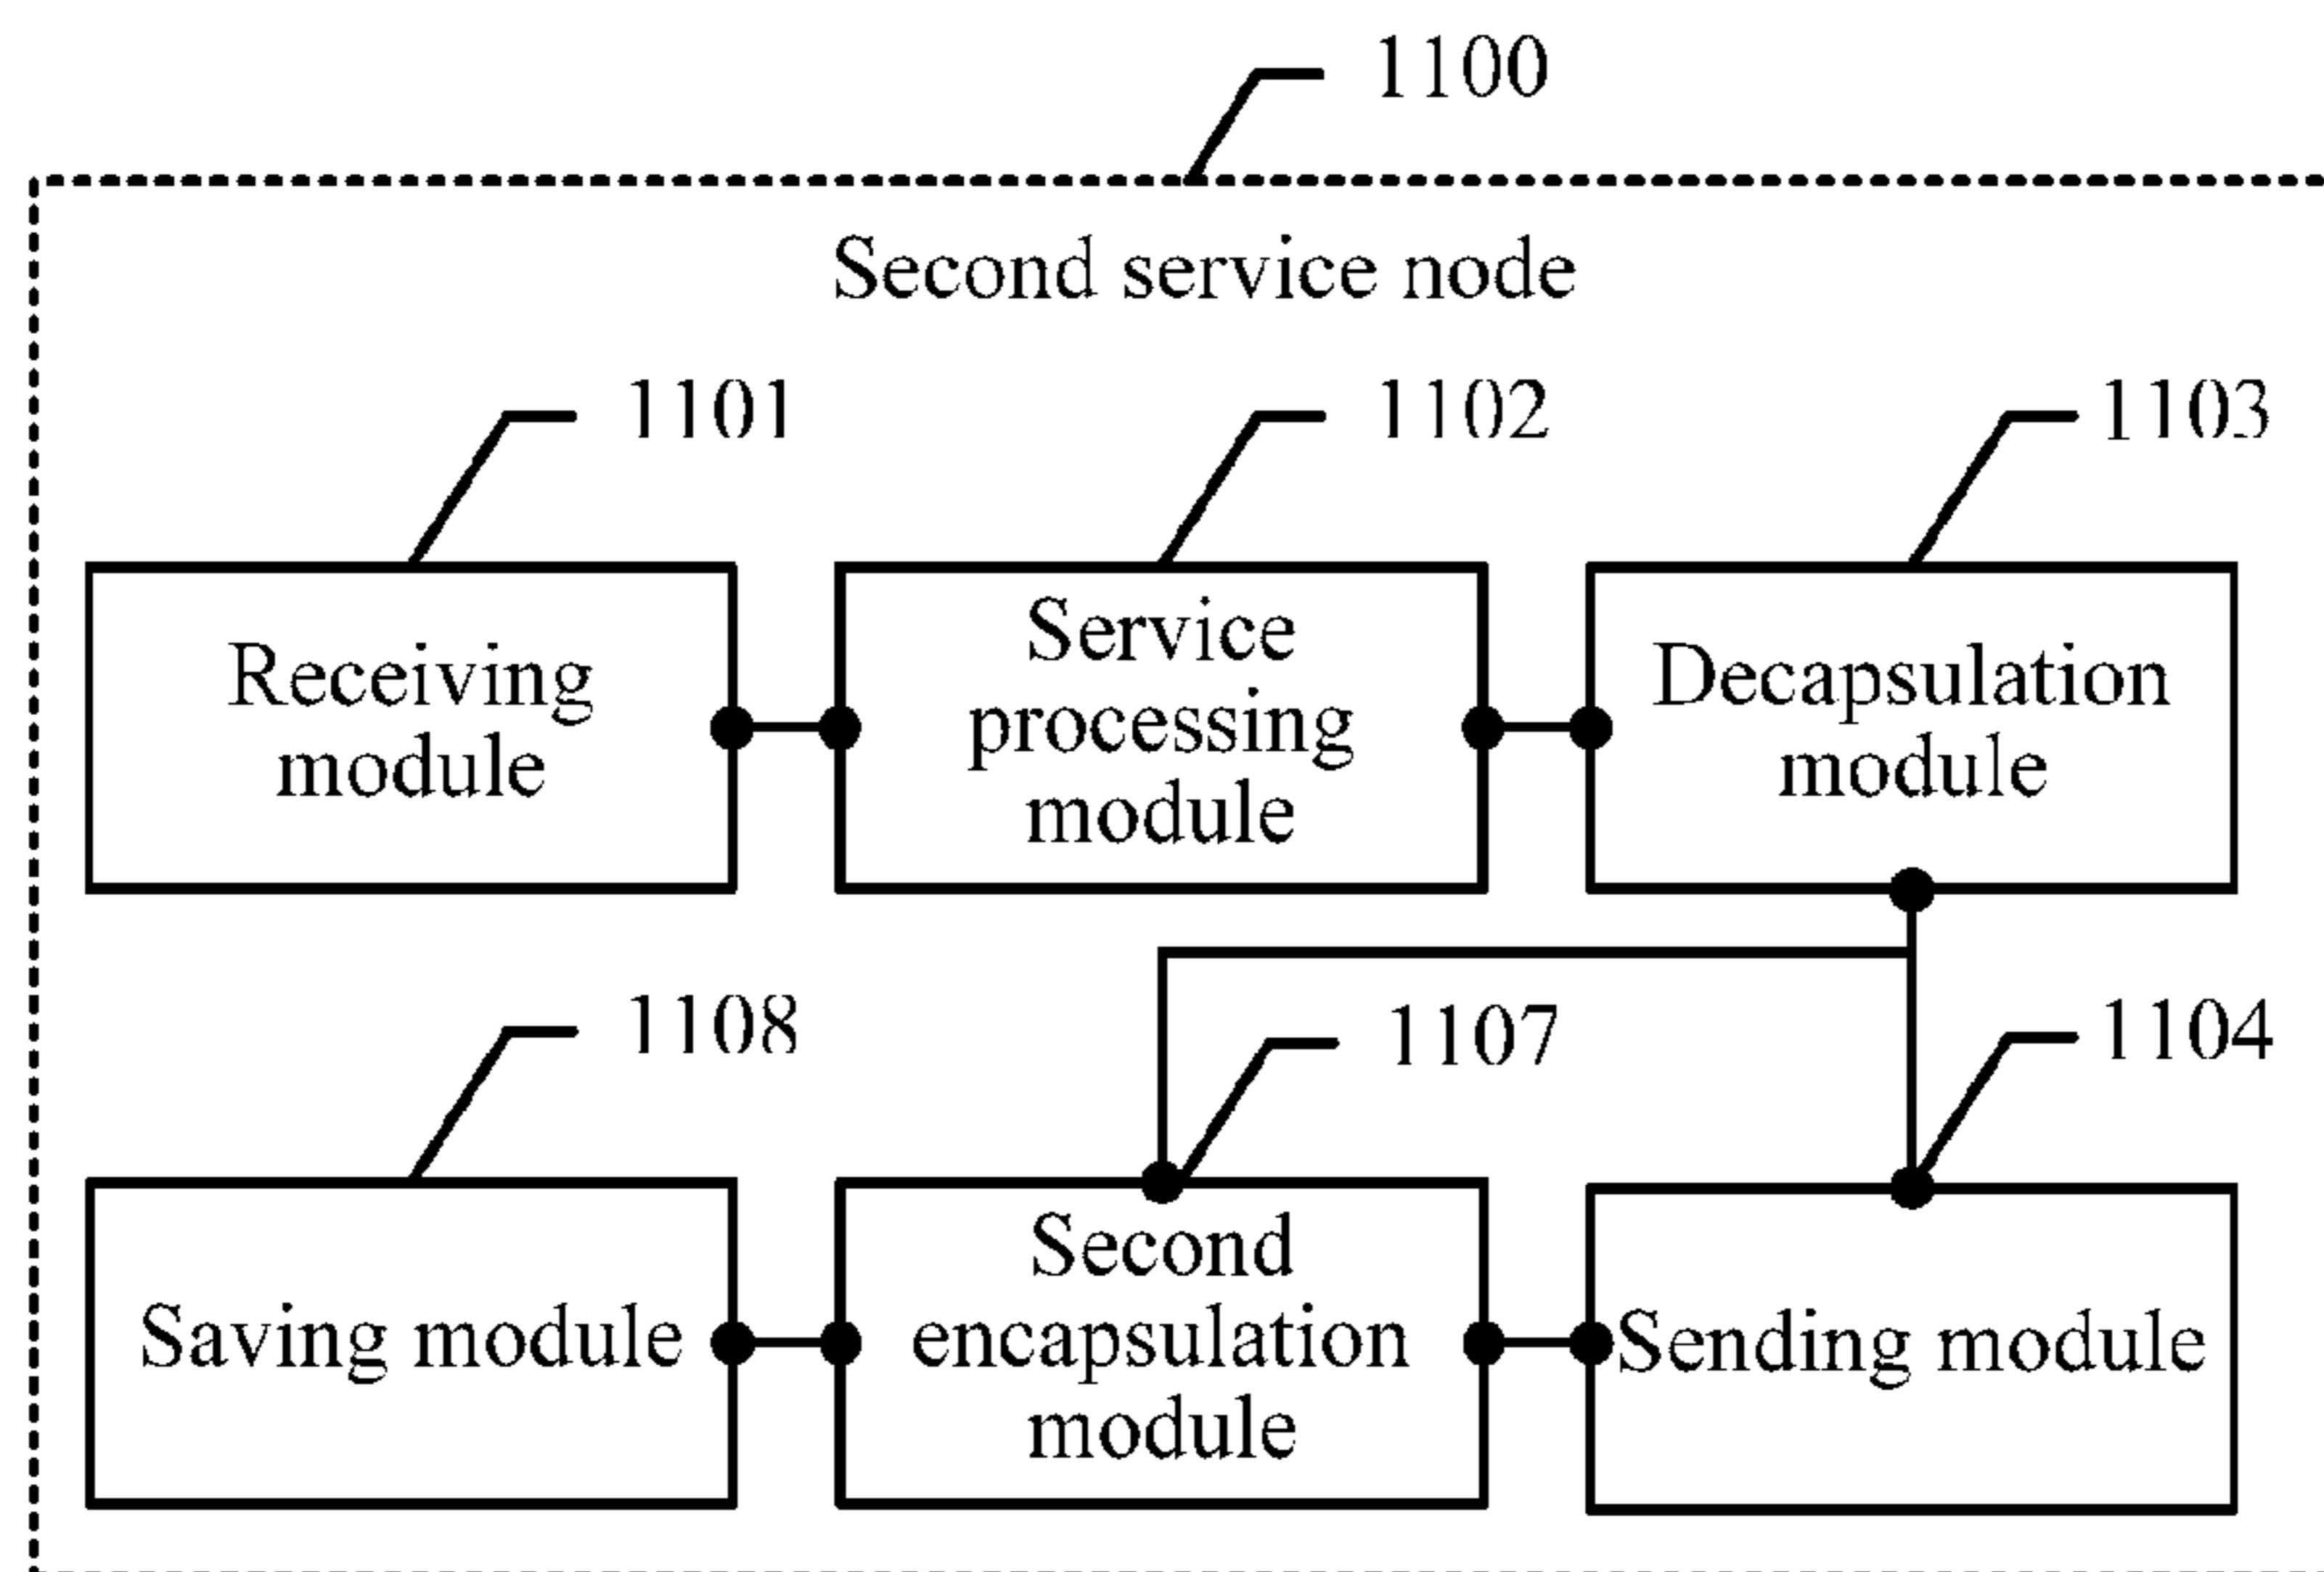 1100
Second service node
1101
1102
1103
Receiving
module
Service
processing
module
Decapsulation
module
1108
1107
1104
Saving module
Second
encapsulation
module
Sending module